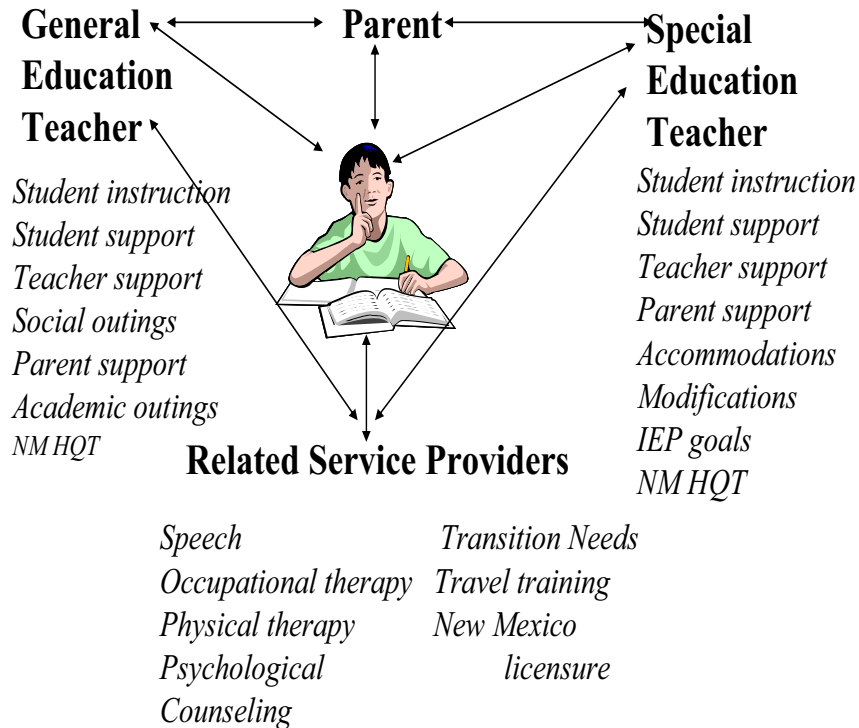 General
Education
Teacher
Parent
Special
Education
Teacher
Student instruction
Student support
Teacher support
Social outings
Parent support
Academic outings
NM HQT
Student instruction
Student support
Teacher support
Parent support
Accommodations
Modifications
IEP goals
NM HQT
Related Service Providers
Speech
Occupational therapy
Physical therapy
Psychological
Counseling
Transition Needs
Travel training
New Mexico
licensure